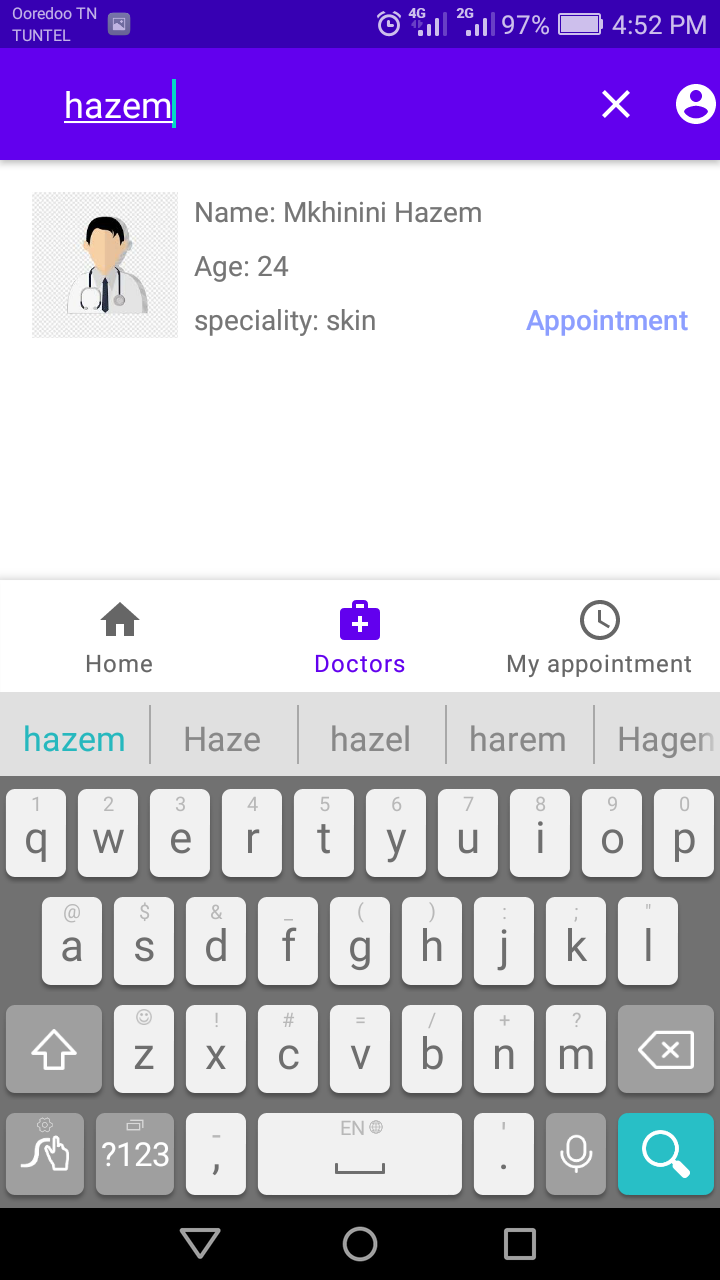 Ooredoo TN
TUNTEL
4G 2G 97% 4:52 PM
hazem
Name: Mkhinini Hazem
Age: 24
speciality: skin Appointment
Home Doctors My appointment
hazem Haze hazel harem Hagen
1 2 3 4 5 6 7 8 9 0
q w e r t y u i o p
@ $ & _ ( ) : ; "
a s d f g h j k l
! # = / + ?
z x c v b n m
EN
?123 - , ' .